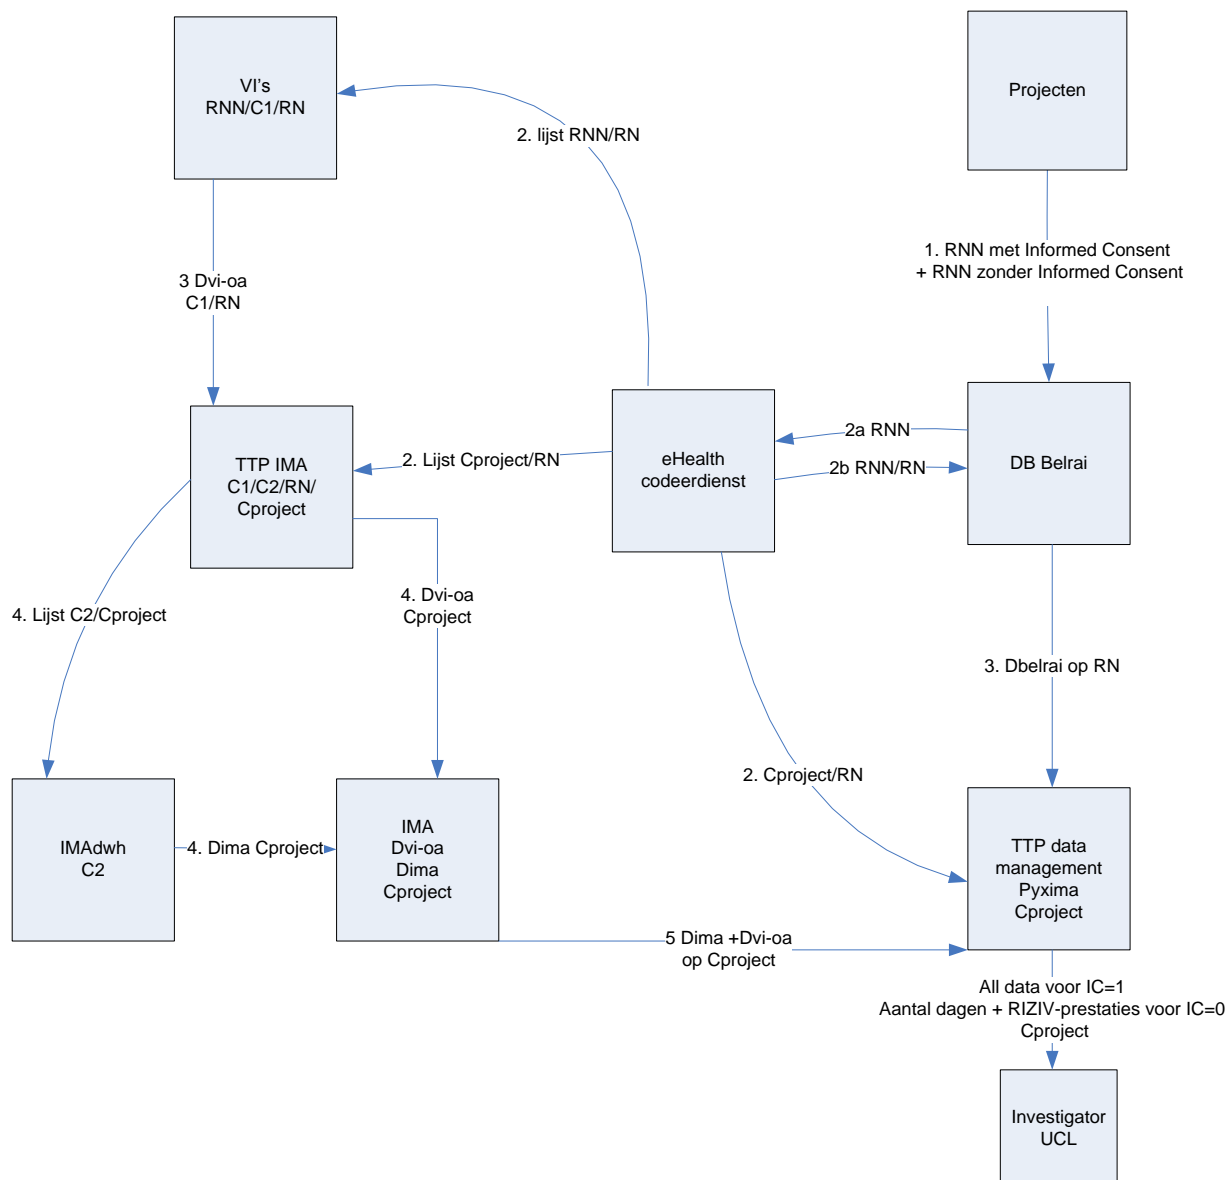 VI's
RNN/C1/RN
Projecten
2. lijst RNN/RN
1. RNN met Informed Consent
+ RNN zonder Informed Consent
3 Dvi-oa
C1/RN
TTP IMA
C1/C2/RN/
Cproject
2. Lijst Cproject/RN
eHealth
codeerdienst
2a RNN
2b RNN/RN
DB Belrai
4. Lijst C2/Cproject
4. Dvi-oa
Cproject
3. Dbelrai op RN
2. Cproject/RN
IMAdwh
C2
4. Dima Cproject
IMA
Dvi-oa
Dima
Cproject
TTP data
management
Pyxima
Cproject
5 Dima +Dvi-oa
op Cproject
All data voor IC=1
Aantal dagen + RIZIV-prestaties voor IC=0
Cproject
Investigator
UCL